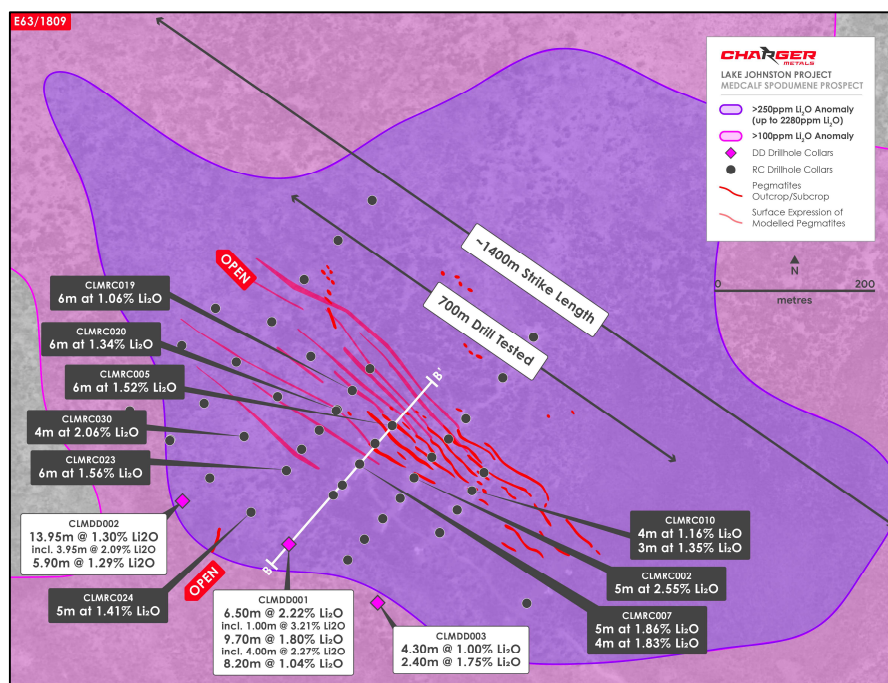 E63/1809
CHARGER
METALS
LAKE JOHNSTON PROJECT
MEDCALF SPODUMENE PROSPECT
>250ppm Li₂O Anomaly
(up to 2280ppm Li₂O)
>100ppm Li₂O Anomaly
DD Drillhole Collars
RC Drillhole Collars
Pegmatites
Outcrop/Subcrop
Surface Expression of
Modelled Pegmatites
N
0
200
metres
~1400m Strike Length
700m Drill Tested
OPEN
CLMRC019
6m at 1.06% Li₂O
CLMRC020
6m at 1.34% Li₂O
CLMRC005
6m at 1.52% Li₂O
CLMRC030
4m at 2.06% Li₂O
CLMRC023
6m at 1.56% Li₂O
B'
B
CLMDD002
13.95m @ 1.30% Li2O
incl. 3.95m @ 2.09% Li2O
5.90m @ 1.29% Li2O
CLMRC024
5m at 1.41% Li₂O
OPEN
CLMDD001
6.50m @ 2.22% Li₂O
incl. 1.00m @ 3.21% Li2O
9.70m @ 1.80% Li₂O
incl. 4.00m @ 2.27% Li₂O
8.20m @ 1.04% Li₂O
CLMDD003
4.30m @ 1.00% Li₂O
2.40m @ 1.75% Li₂O
CLMRC010
4m at 1.16% Li₂O
3m at 1.35% Li₂O
CLMRC002
5m at 2.55% Li₂O
CLMRC007
5m at 1.86% Li₂O
4m at 1.83% Li₂O